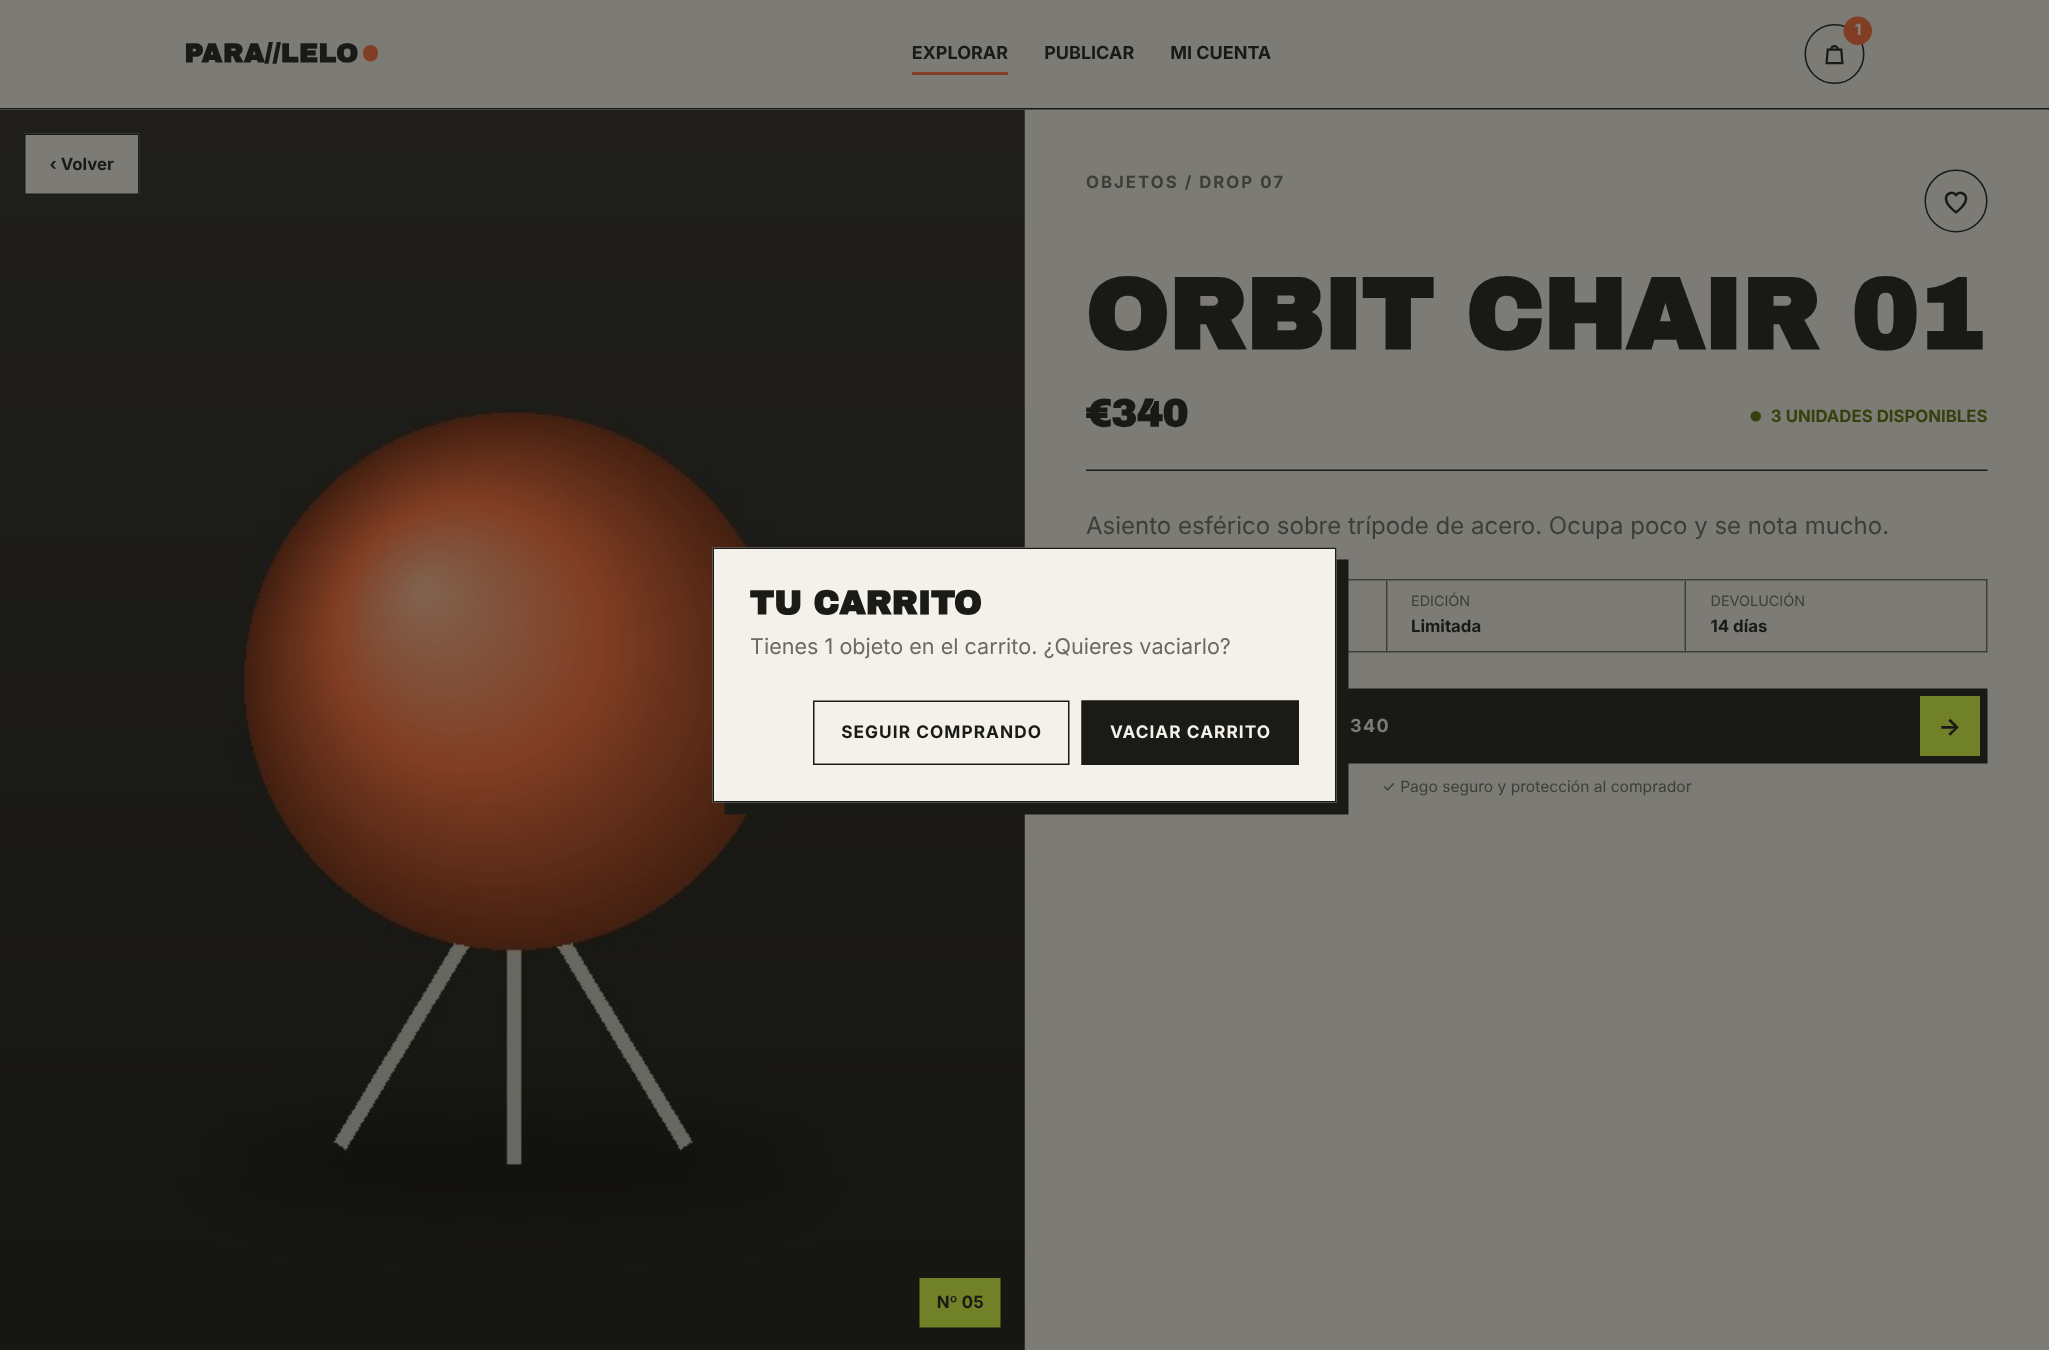 PARA//LELO
EXPLORAR PUBLICAR MI CUENTA
1
‹ Volver
OBJETOS / DROP 07
ORBIT CHAIR 01
€340
3 UNIDADES DISPONIBLES
Asiento esférico sobre trípode de acero. Ocupa poco y se nota mucho.
EDICIÓN
Limitada
DEVOLUCIÓN
14 días
340
✓ Pago seguro y protección al comprador
TU CARRITO
Tienes 1 objeto en el carrito. ¿Quieres vaciarlo?
SEGUIR COMPRANDO
VACIAR CARRITO
Nº 05